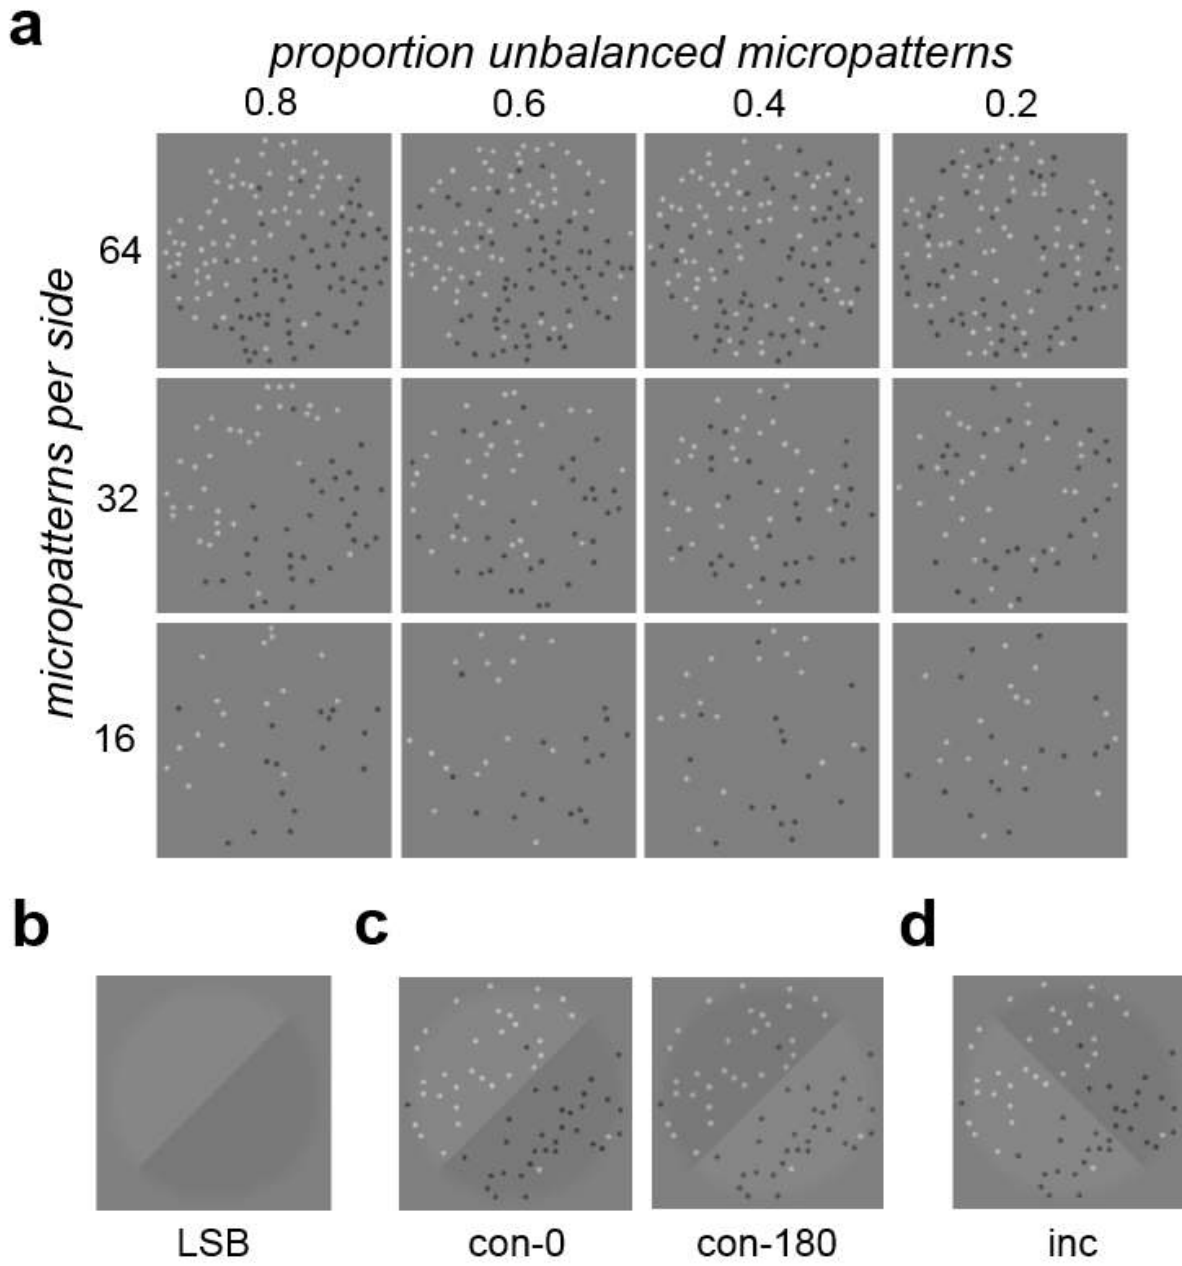 a
proportion unbalanced micropatterns
0.8 0.6 0.4 0.2
micropatterns per side
64
32
16
b c d
LSB con-0 con-180 inc